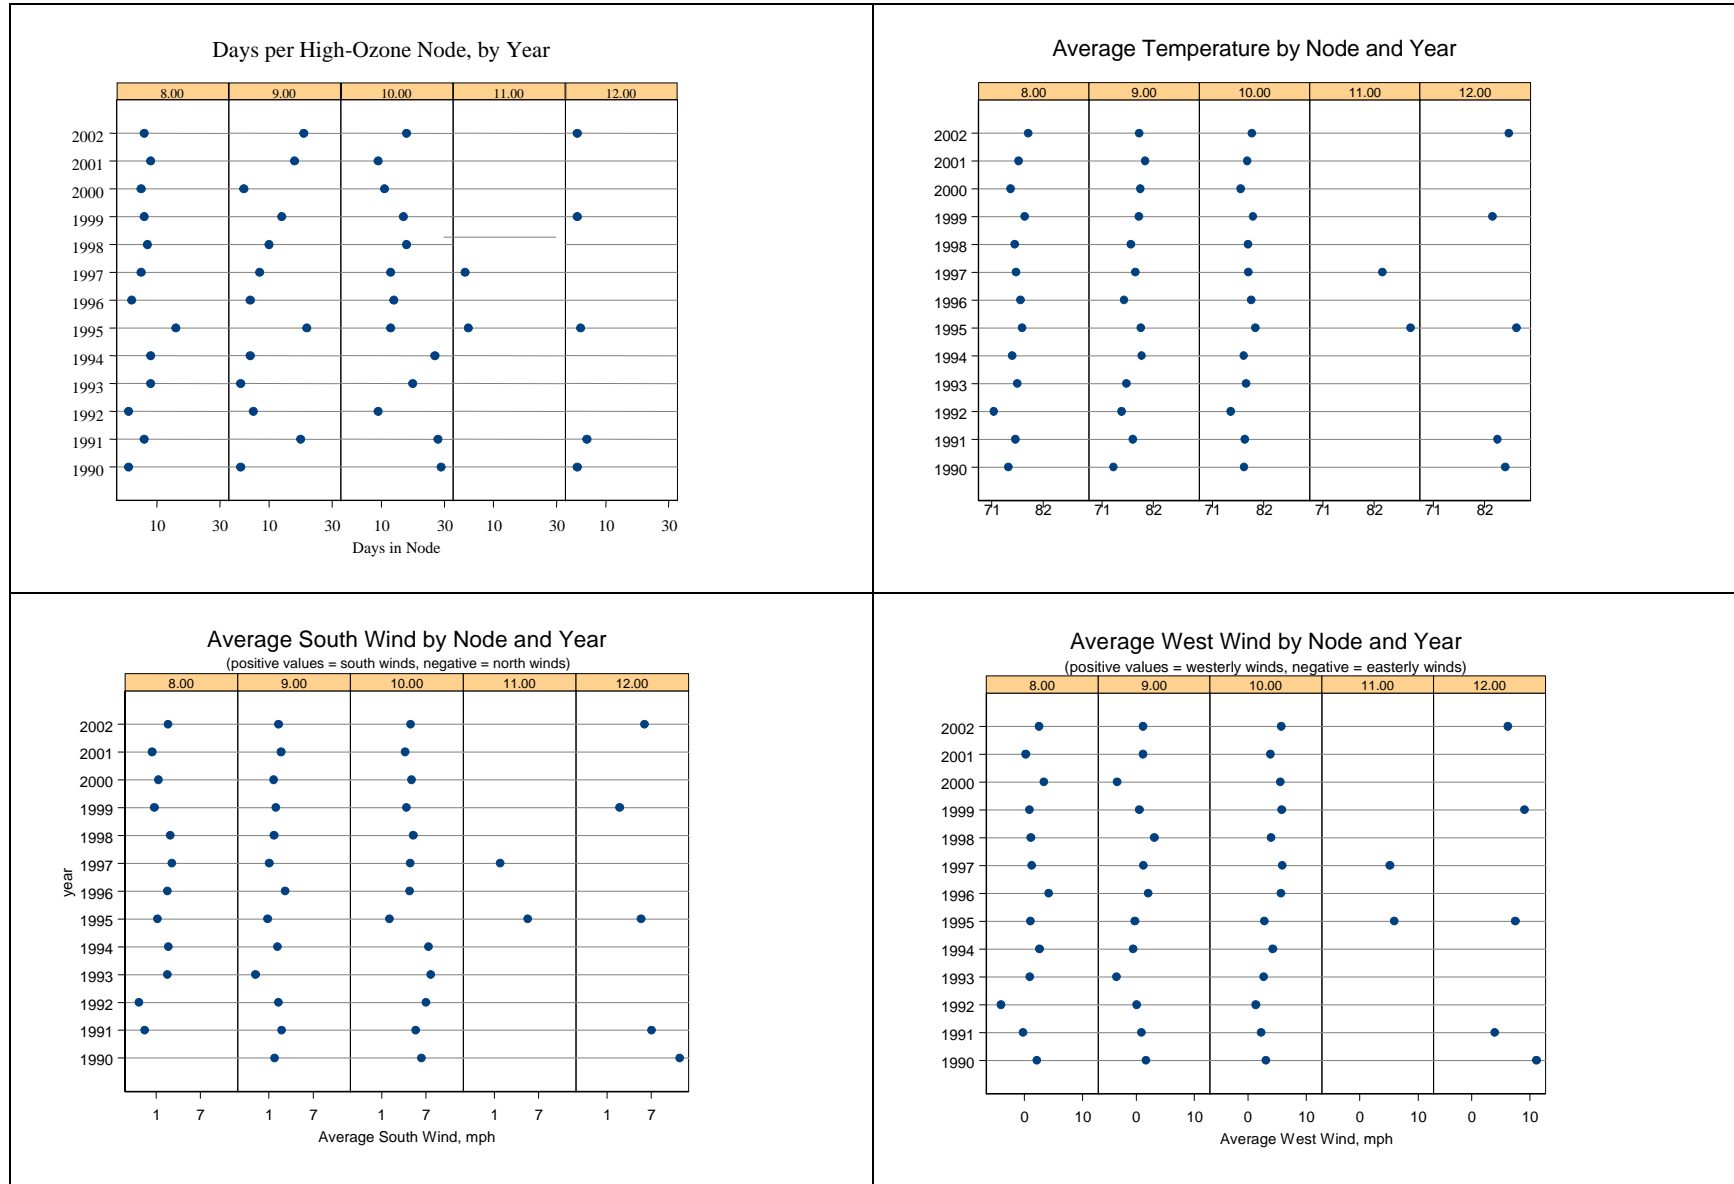 Days per High-Ozone Node, by Year
8.00 9.00 10.00 11.00 12.00
2002
2001
2000
1999
1998
1997
1996
1995
1994
1993
1992
1991
1990
10 30 10 30 10 30 10 30 10 30
Days in Node
Average Temperature by Node and Year
8.00 9.00 10.00 11.00 12.00
2002
2001
2000
1999
1998
1997
1996
1995
1994
1993
1992
1991
1990
71 82 71 82 71 82 71 82 71 82
Average South Wind by Node and Year
(positive values = south winds, negative = north winds)
8.00 9.00 10.00 11.00 12.00
2002
2001
2000
1999
1998
1997
1996
1995
1994
1993
1992
1991
1990
year
1 7 1 7 1 7 1 7 1 7
Average South Wind, mph
Average West Wind by Node and Year
(positive values = westerly winds, negative = easterly winds)
8.00 9.00 10.00 11.00 12.00
2002
2001
2000
1999
1998
1997
1996
1995
1994
1993
1992
1991
1990
0 10 0 10 0 10 0 10 0 10
Average West Wind, mph